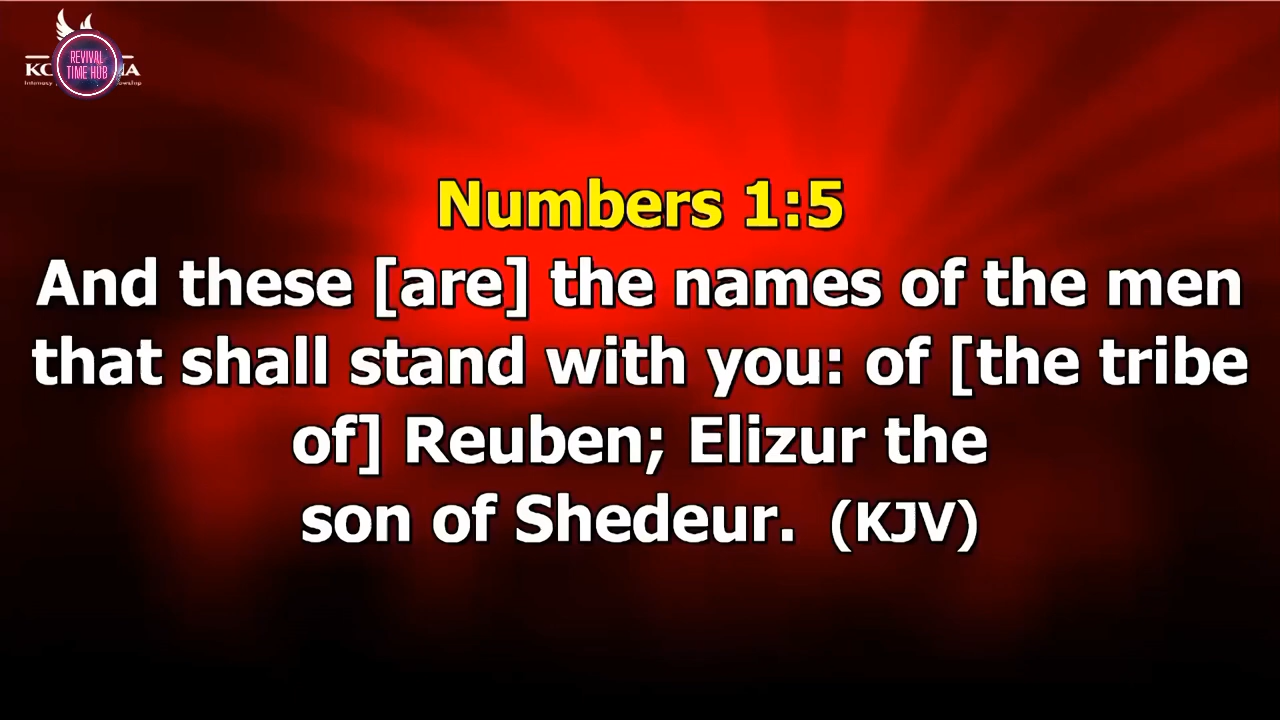 REVIVAL
TIME HUB
Numbers 1:5
And these [are] the names of the men
that shall stand with you: of [the tribe
of] Reuben; Elizur the
son of Shedeur. (KJV)